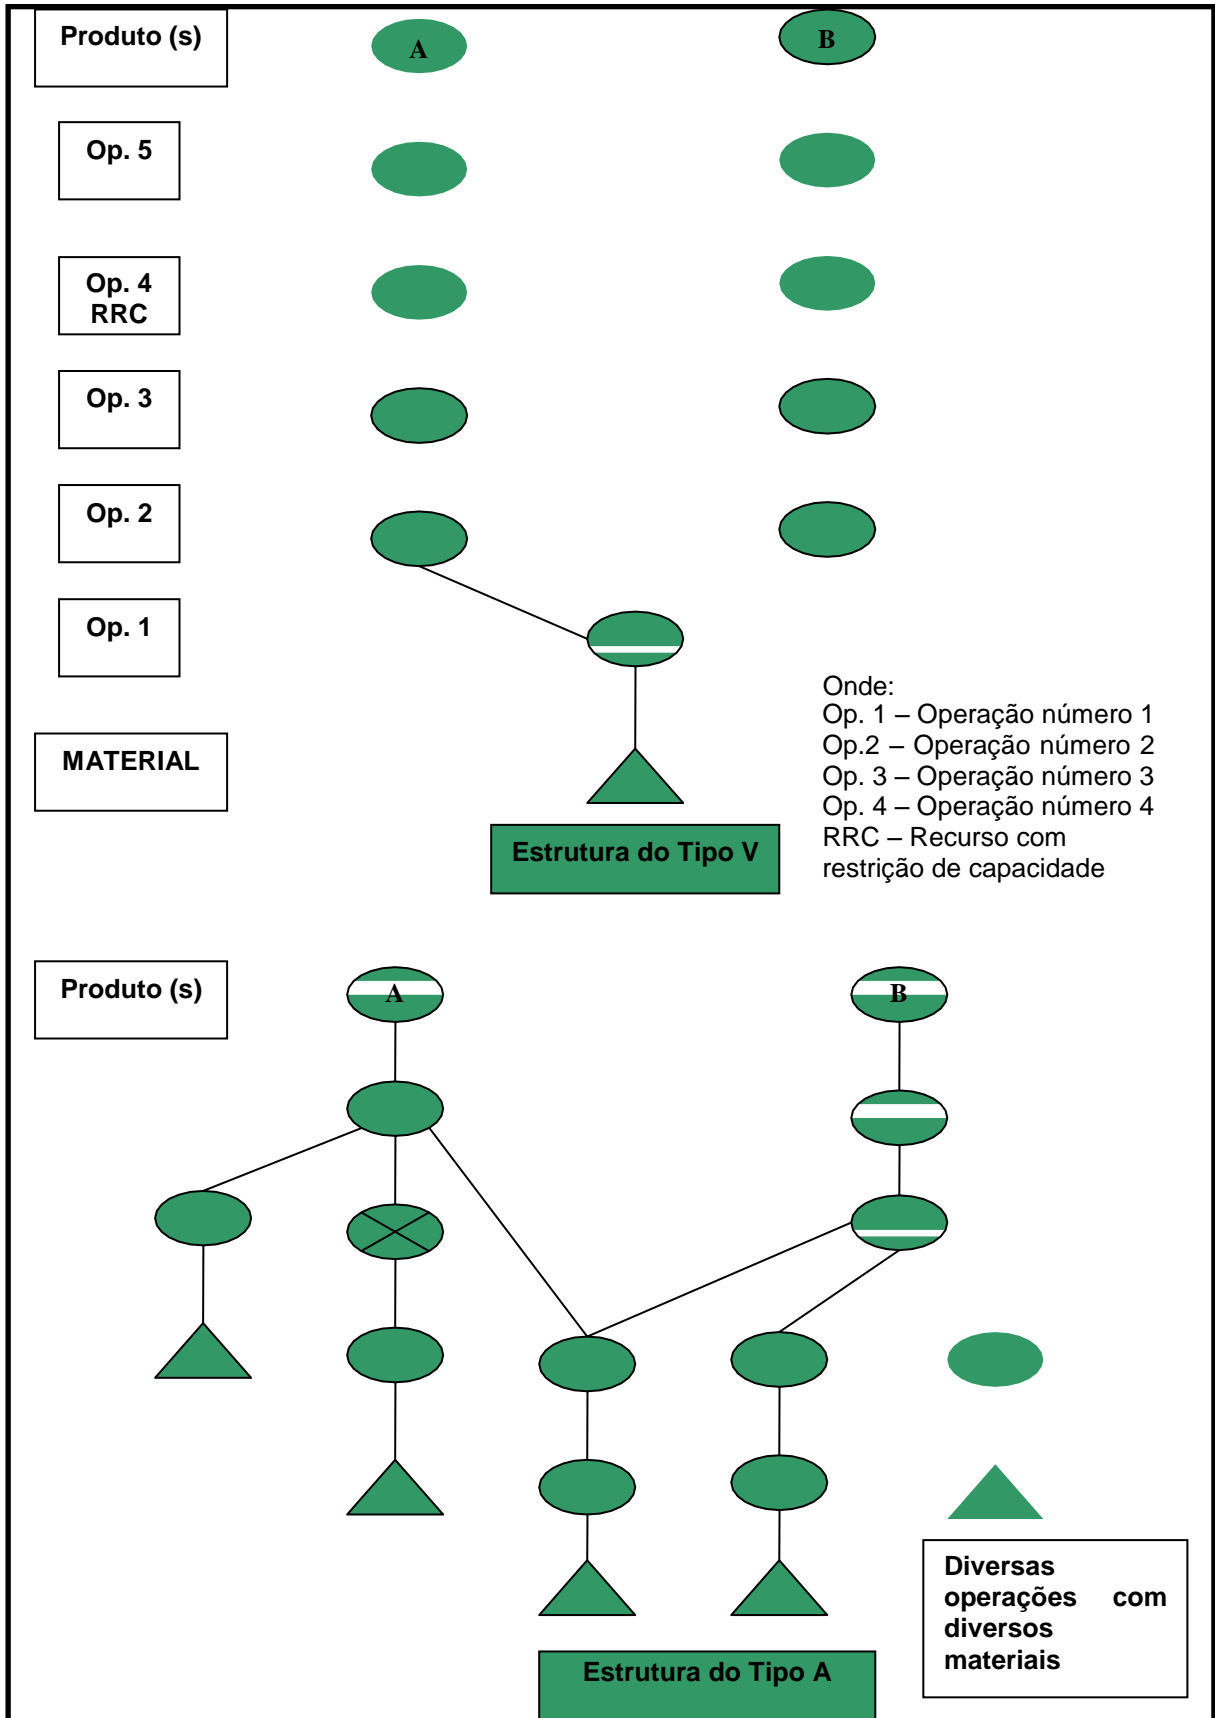 Produto (s)
A
B
Op. 5
Op. 4
RRC
Op. 3
Op. 2
Op. 1
MATERIAL
Onde:
Op. 1 – Operação número 1
Op.2 – Operação número 2
Op. 3 – Operação número 3
Op. 4 – Operação número 4
RRC – Recurso com
restrição de capacidade
Estrutura do Tipo V
Produto (s)
A
B
Diversas
operações com
diversos
materiais
Estrutura do Tipo A